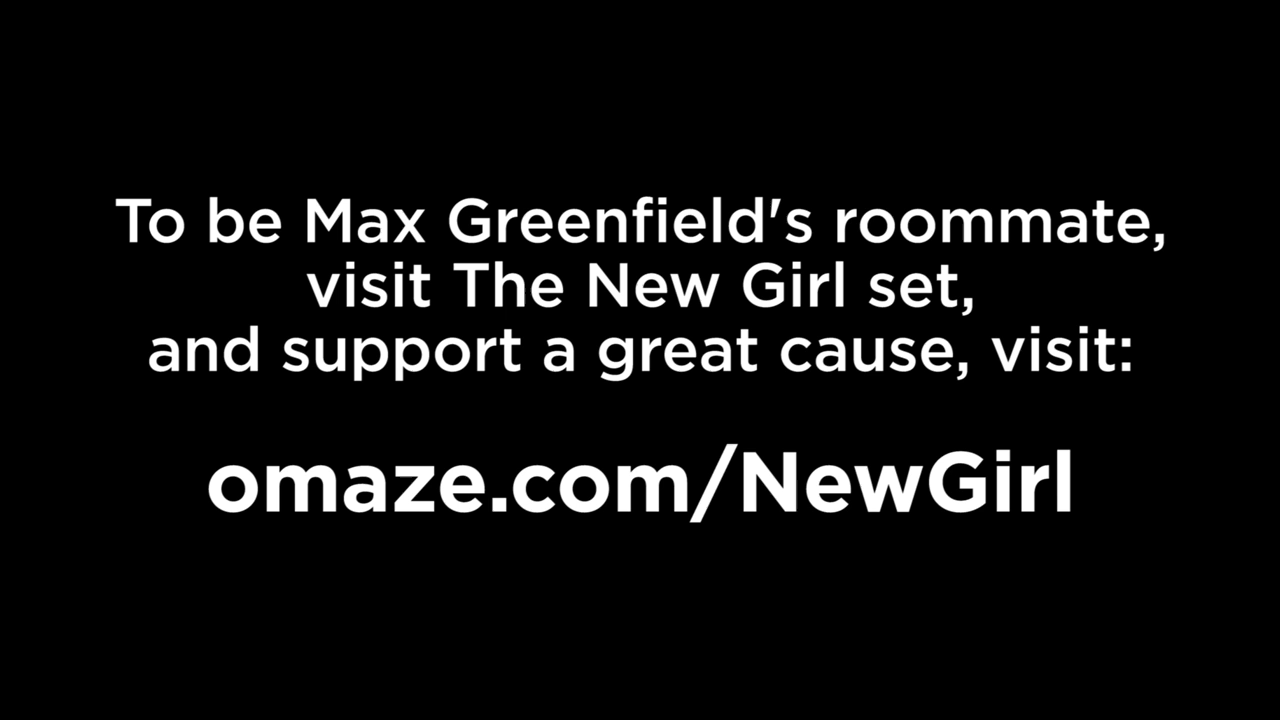 To be Max Greenfield's roommate,
visit The New Girl set,
and support a great cause, visit:
omaze.com/NewGirl